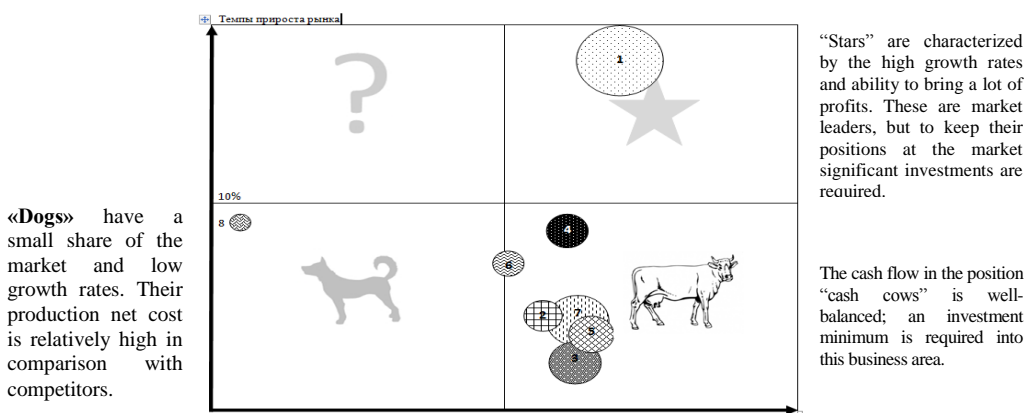 Темпы прироста рынка
“Stars” are characterized
by the high growth rates
and ability to bring a lot of
profits. These are market
leaders, but to keep their
positions at the market
significant investments are
required.
?
1
10%
«Dogs» have a
small share of the
market and low
growth rates. Their
production net cost
is relatively high in
comparison with
competitors.
8
4
6
2
7
5
3
The cash flow in the position
“cash cows” is well-
balanced; an investment
minimum is required into
this business area.